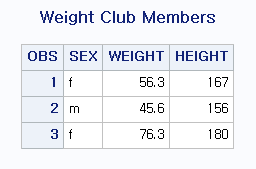 Weight Club Members
OBS SEX WEIGHT HEIGHT
1 f 56.3 167
2 m 45.6 156
3 f 76.3 180